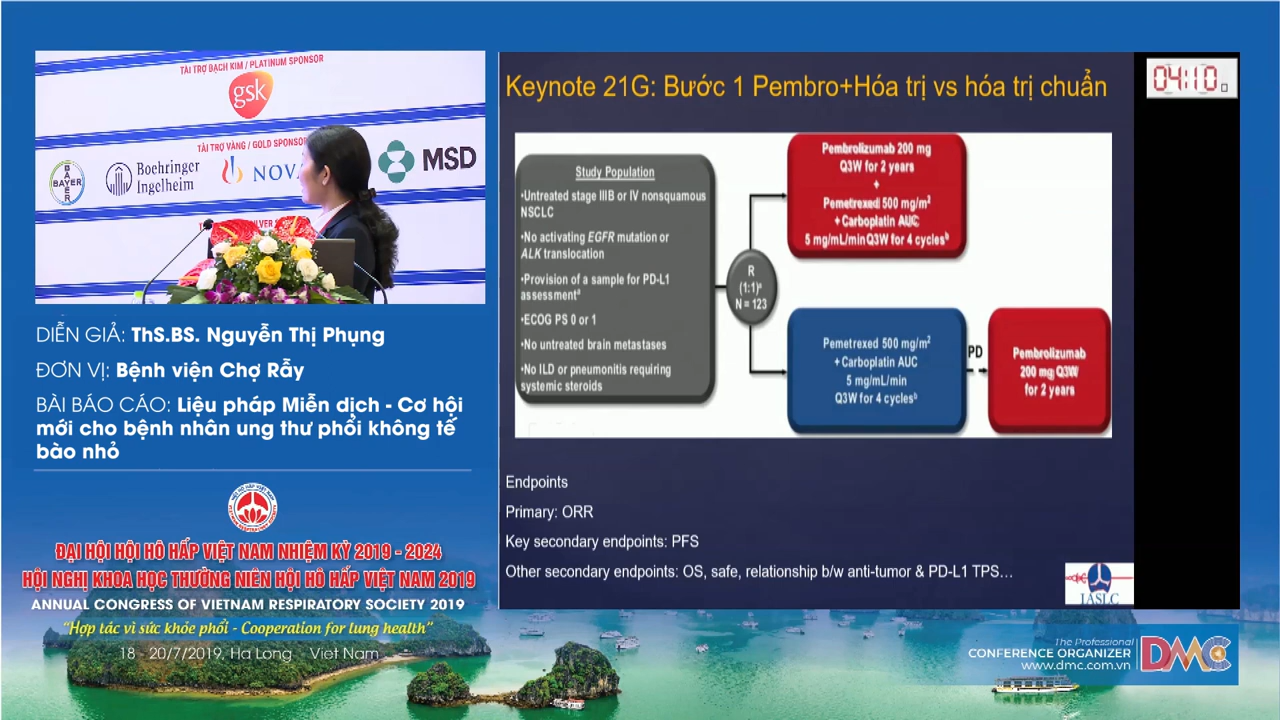 TÀI TRỢ BẠCH KIM / PLATINUM SPONSOR
gsk
TÀI TRỢ VÀNG / GOLD SPONSOR
BAYER
BAYER
Boehringer
Ingelheim
MSD
DIỄN GIẢ: ThS.BS. Nguyễn Thị Phụng
ĐƠN VỊ: Bệnh viện Chợ Rẫy
BÀI BÁO CÁO: Liệu pháp Miễn dịch - Cơ hội
mới cho bệnh nhân ung thư phổi không tế
bào nhỏ
ĐẠI HỘI HỘI HÔ HẤP VIỆT NAM NHIỆM KỲ 2019 - 2024
HỘI NGHỊ KHOA HỌC THƯỜNG NIÊN HỘI HÔ HẤP VIỆT NAM 2019
ANNUAL CONGRESS OF VIETNAM RESPIRATORY SOCIETY 2019
“Hợp tác vì sức khỏe phổi - Cooperation for lung health”
18 - 20/7/2019, Ha Long Viet Nam
Keynote 21G: Bước 1 Pembro+Hóa trị vs hóa trị chuẩn
Study Population
•Untreated stage IIIB or IV nonsquamous
NSCLC
•No activating EGFR mutation or
ALK translocation
•Provision of a sample for PD-L1
assessmentᵃ
•ECOG PS 0 or 1
•No untreated brain metastases
•No ILD or pneumonitis requiring
systemic steroids
R
(1:1)ᵃ
N = 123
Pembrolizumab 200 mg
Q3W for 2 years
+
Pemetrexed 500 mg/m²
+ Carboplatin AUC
5 mg/mL/min Q3W for 4 cyclesᵇ
Pemetrexed 500 mg/m²
+ Carboplatin AUC
5 mg/mL/min
Q3W for 4 cyclesᵇ
PD
Pembrolizumab
200 mg Q3W
for 2 years
Endpoints
Primary: ORR
Key secondary endpoints: PFS
Other secondary endpoints: OS, safe, relationship b/w anti-tumor & PD-L1 TPS…
IASLC
04:10
The Professional
CONFERENCE ORGANIZER
www.dmc.com.vn
DMC